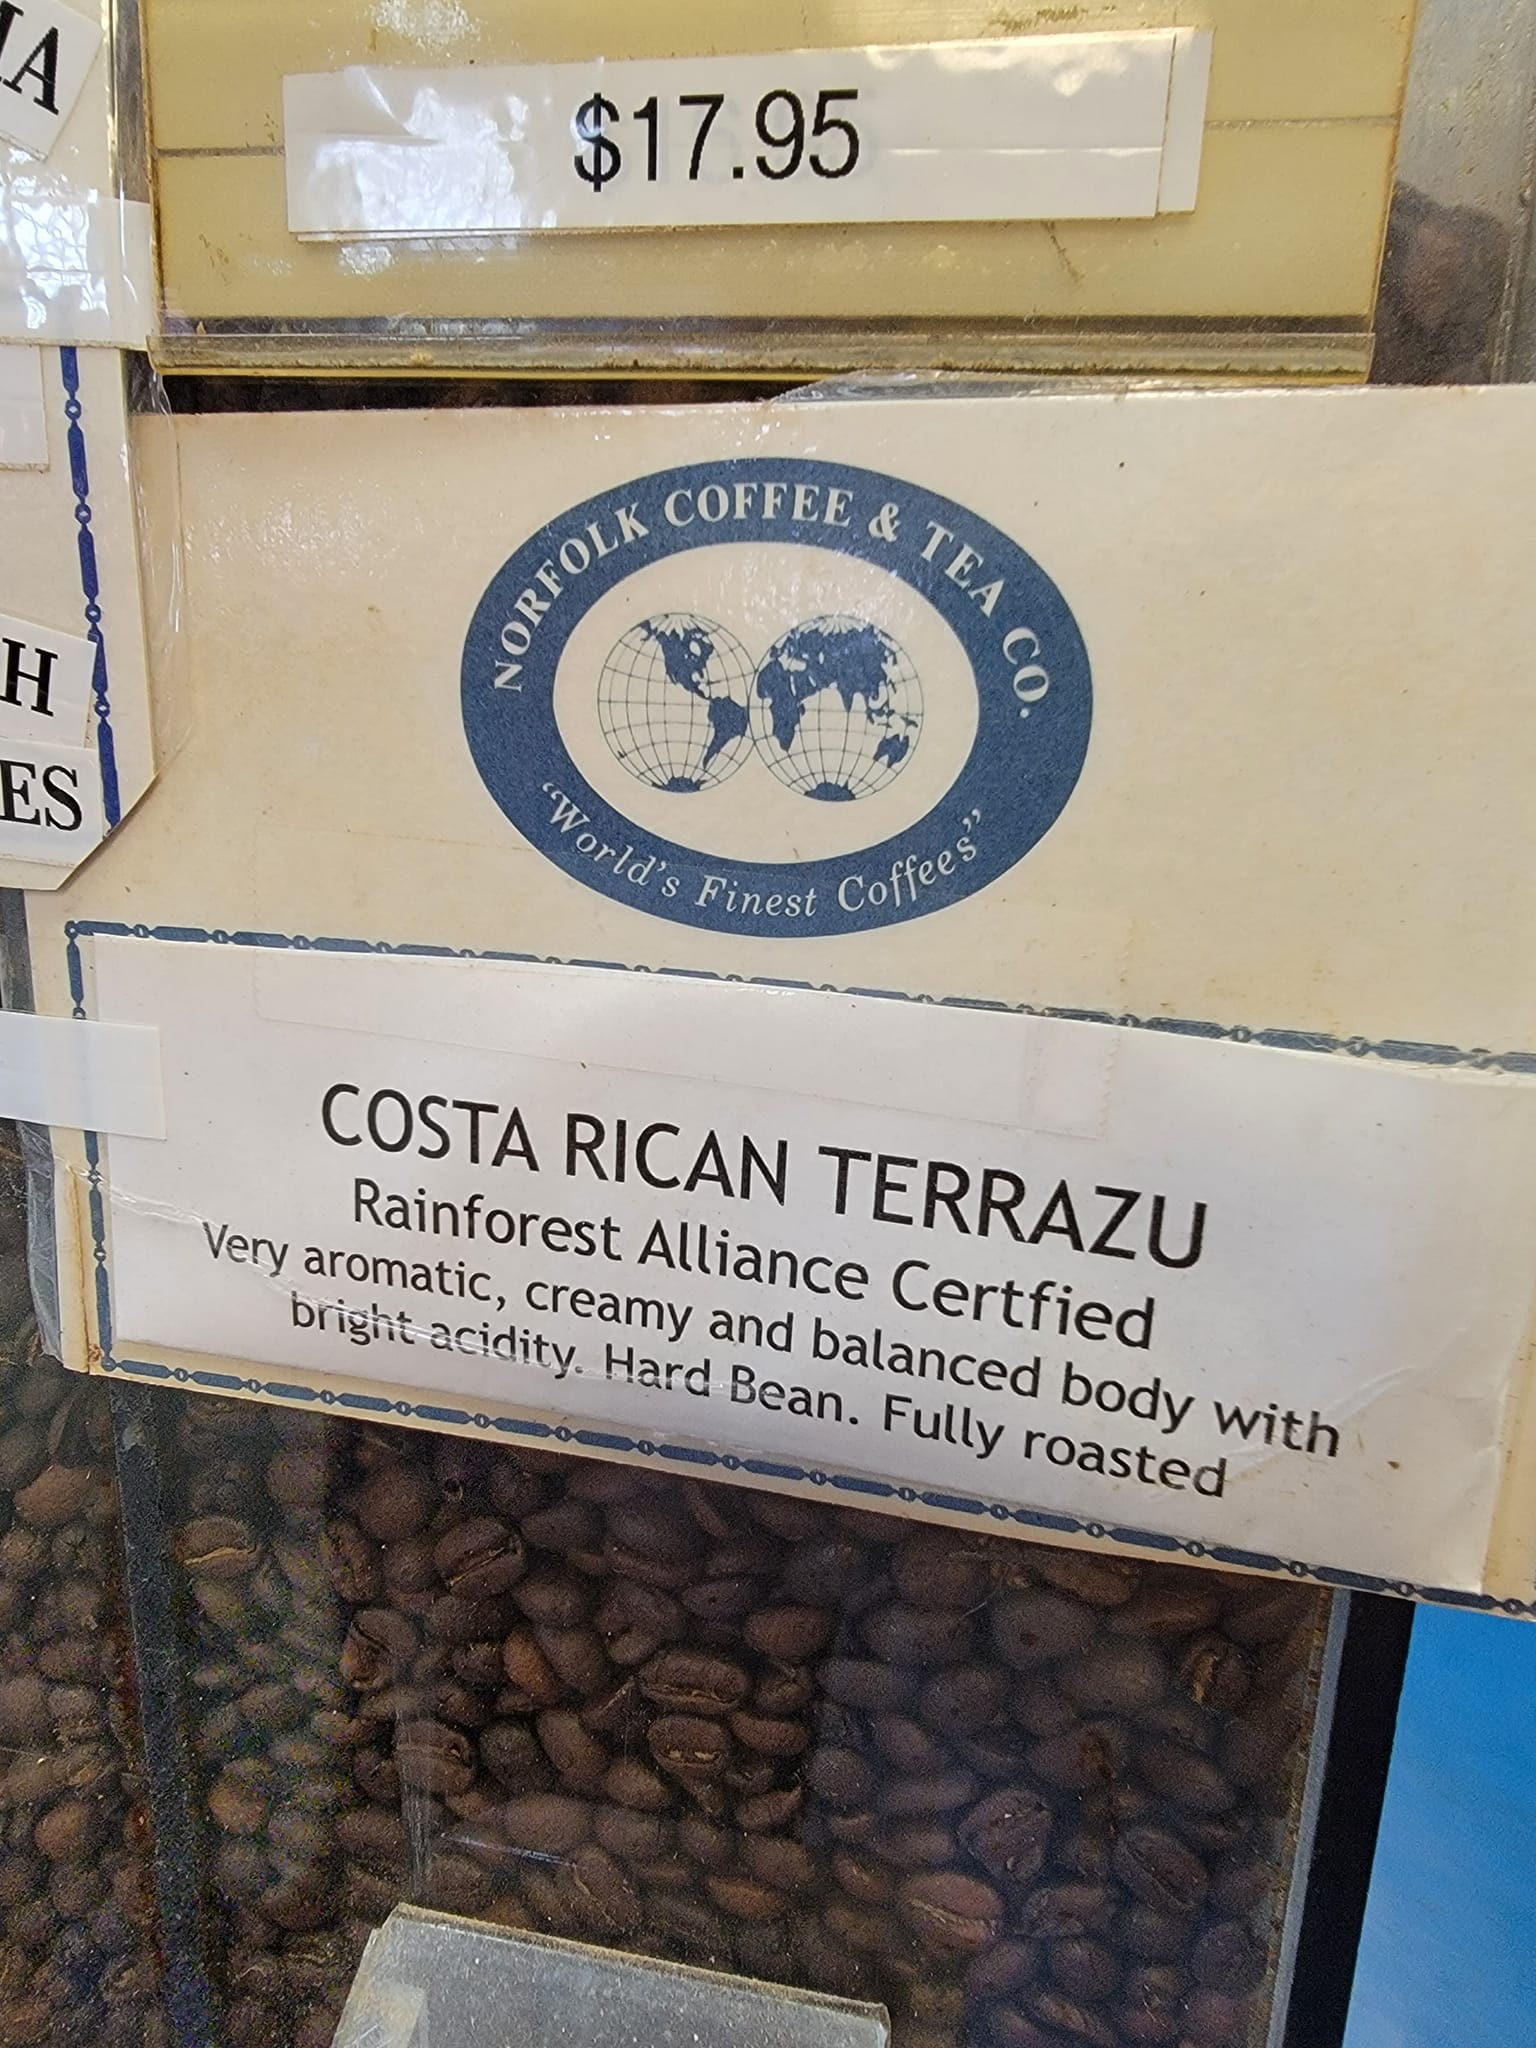 $17.95
NORFOLK COFFEE & TEA CO.
"World's Finest Coffees"
COSTA RICAN TERRAZU
Rainforest Alliance Certfied
Very aromatic, creamy and balanced body with
bright acidity. Hard Bean. Fully roasted